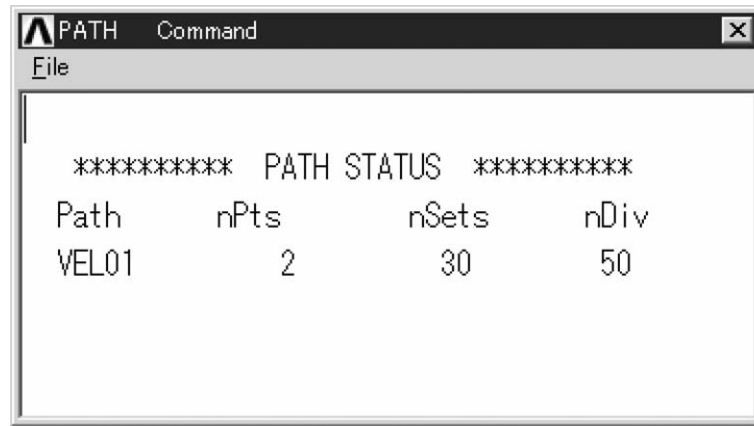 PATH Command
File
********** PATH STATUS **********
Path nPts nSets nDiv
VEL01 2 30 50